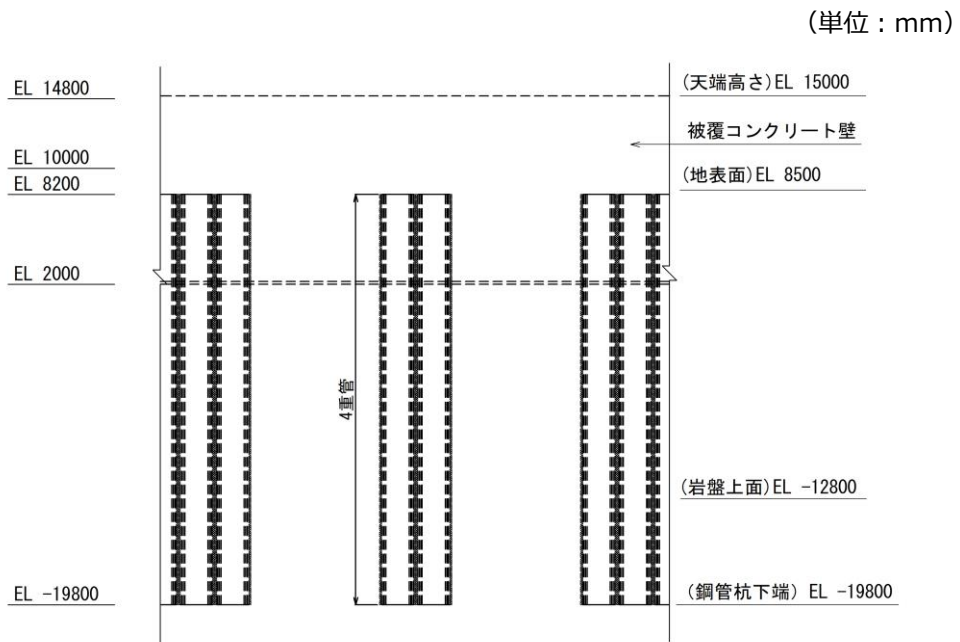 （単位：mm）
EL 14800
(天端高さ)EL 15000
被覆コンクリート壁
EL 10000
(地表面)EL 8500
EL 8200
EL 2000
4重管
(岩盤上面)EL -12800
EL -19800
(鋼管杭下端) EL -19800